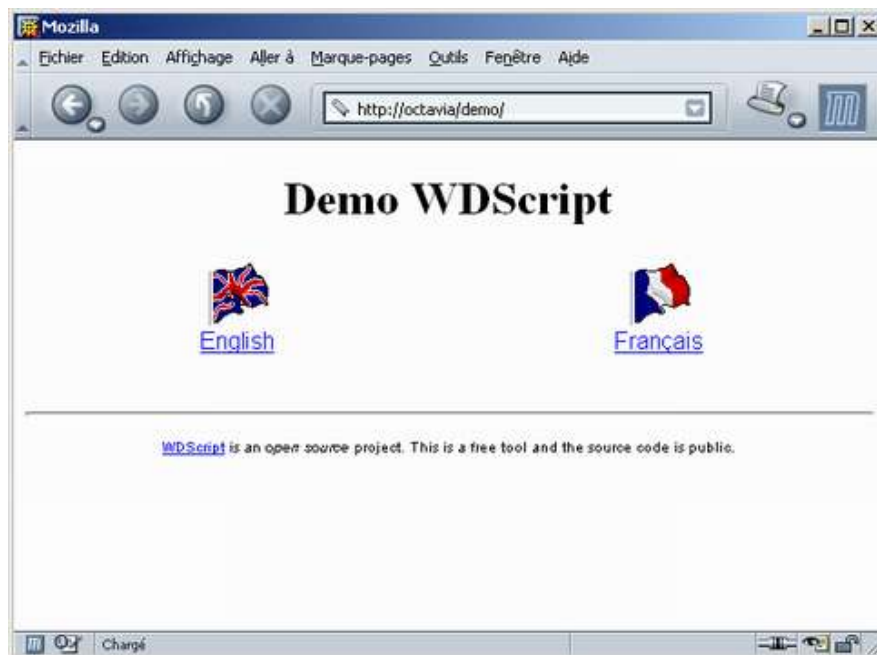 Mozilla
Fichier Edition Affichage Aller à Marque-pages Outils Fenêtre Aide
http://octavia/demo/
Demo WDScript
English Français
WDScript is an open source project. This is a free tool and the source code is public.
Chargé